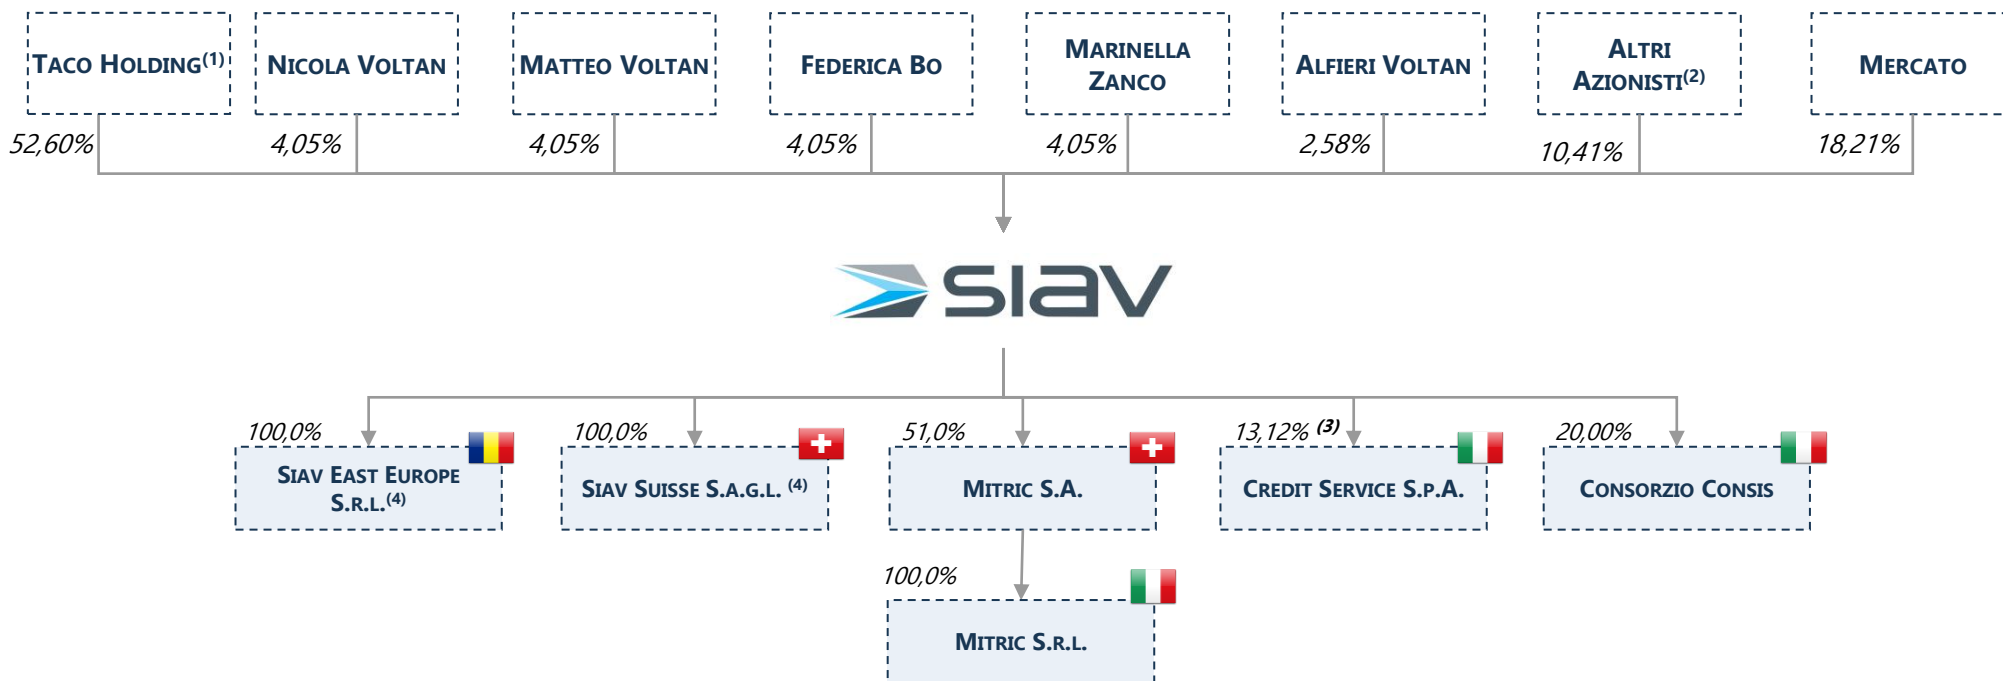 TACO HOLDING(1)
NICOLA VOLTAN
MATTEO VOLTAN
FEDERICA BO
MARINELLA
ZANCO
ALFIERI VOLTAN
ALTRI
AZIONISTI(2)
MERCATO
52,60%
4,05%
4,05%
4,05%
4,05%
2,58%
10,41%
18,21%
SIAV
100,0%
100,0%
51,0%
13,12% (3)
20,00%
SIAV EAST EUROPE
S.R.L.(4)
SIAV SUISSE S.A.G.L. (4)
MITRIC S.A.
CREDIT SERVICE S.P.A.
CONSORZIO CONSIS
100,0%
MITRIC S.R.L.